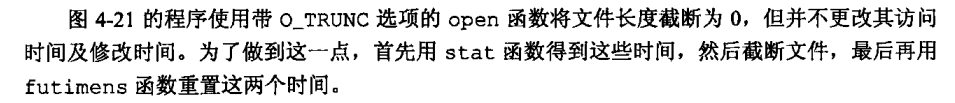 图 4-21 的程序使用带 O_TRUNC 选项的 open 函数将文件长度截断为 0，但并不更改其访问
时间及修改时间。为了做到这一点，首先用 stat 函数得到这些时间，然后截断文件，最后再用
futimens 函数重置这两个时间。